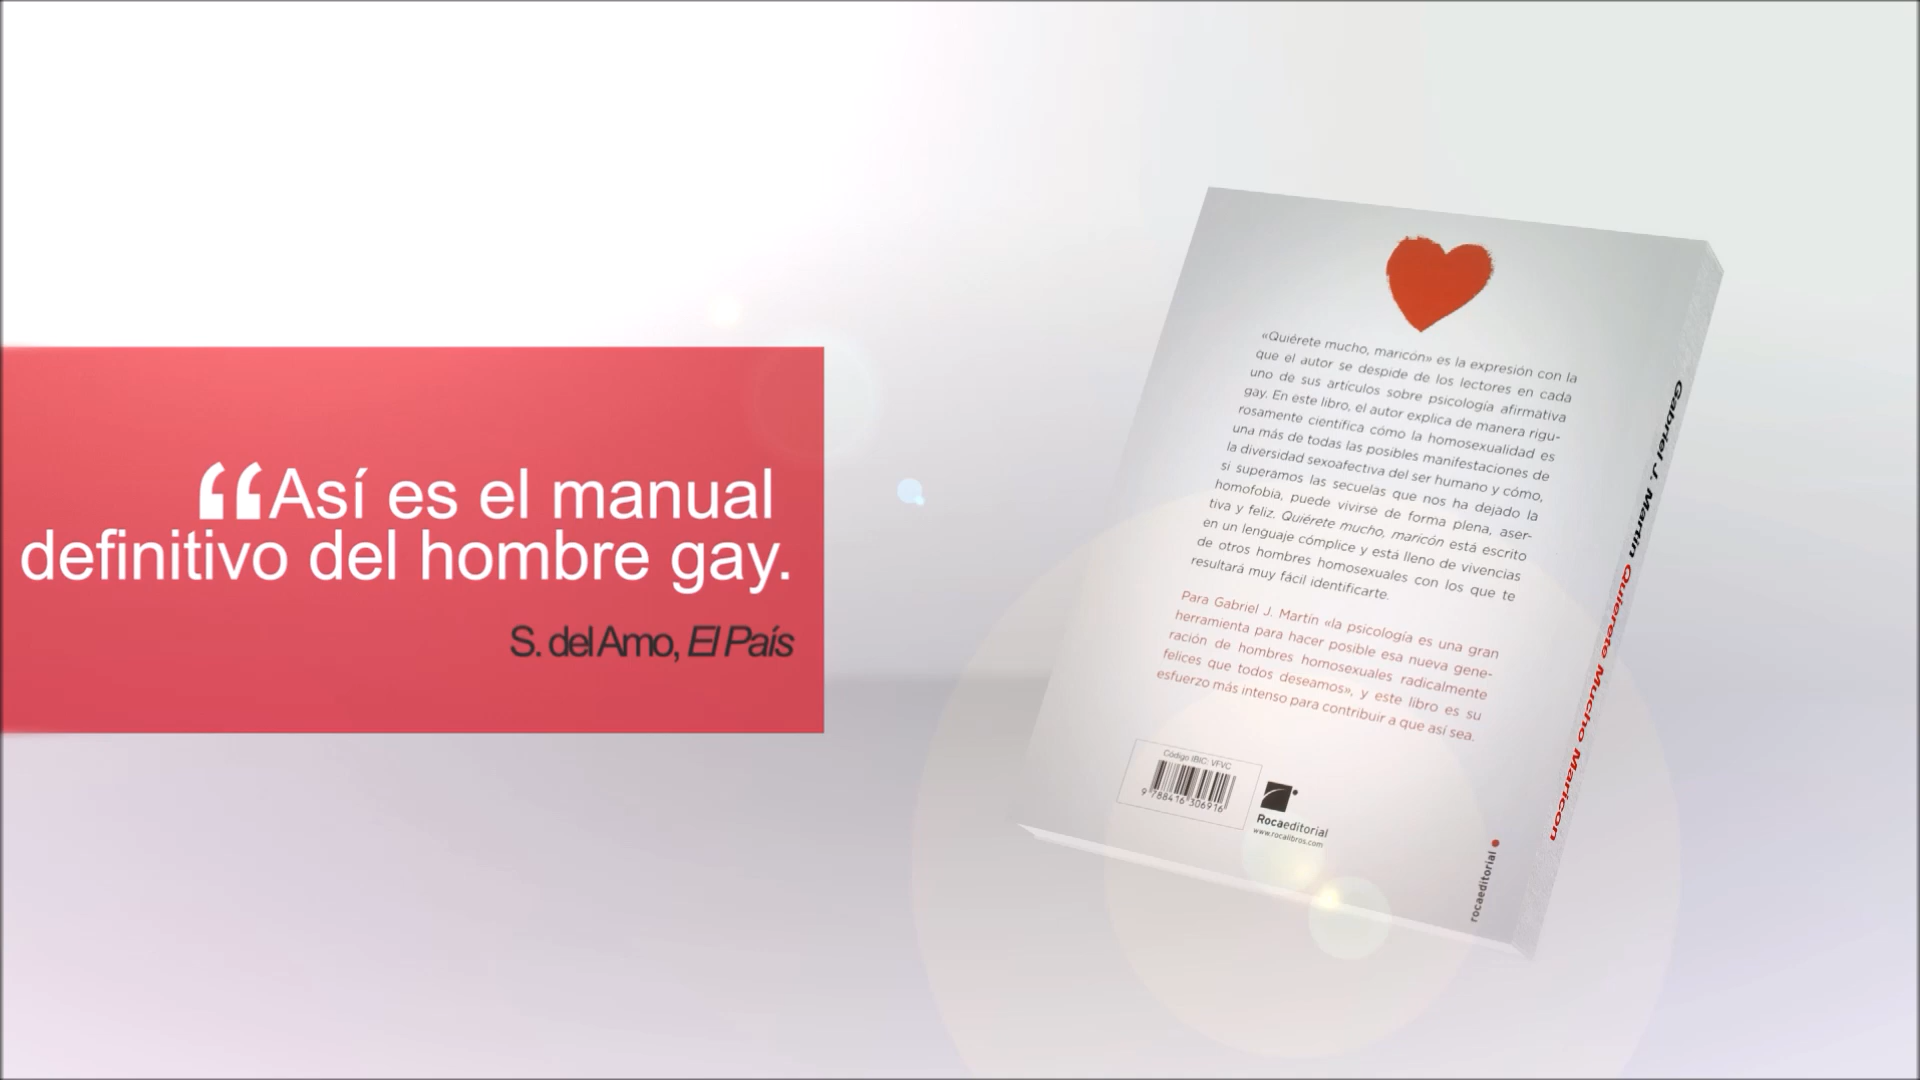 “Así es el manual
definitivo del hombre gay.
S. del Amo, El País
«Quiérete mucho, maricón» es la expresión con la
que el autor se despide de los lectores en cada
uno de sus artículos sobre psicología afirmativa
gay. En este libro, el autor explica de manera rigu-
rosamente científica cómo la homosexualidad es
una más de todas las posibles manifestaciones de
la diversidad sexoafectiva del ser humano y cómo,
si superamos las secuelas que nos ha dejado la
homofobia, puede vivirse de forma plena, aser-
tiva y feliz. Quiérete mucho, maricón está escrito
en un lenguaje cómplice y está lleno de vivencias
de otros hombres homosexuales con los que te
resultará muy fácil identificarte.
Para Gabriel J. Martín «la psicología es una gran
herramienta para hacer posible esa nueva gene-
ración de hombres homosexuales radicalmente
felices que todos deseamos», y este libro es su
esfuerzo más intenso para contribuir a que así sea.
Código IBIC: VFVC
9 788416 306916
Rocaeditorial
www.rocalibros.com
Gabriel J. Martin Quierete Mucho Maricon
rocaeditorial